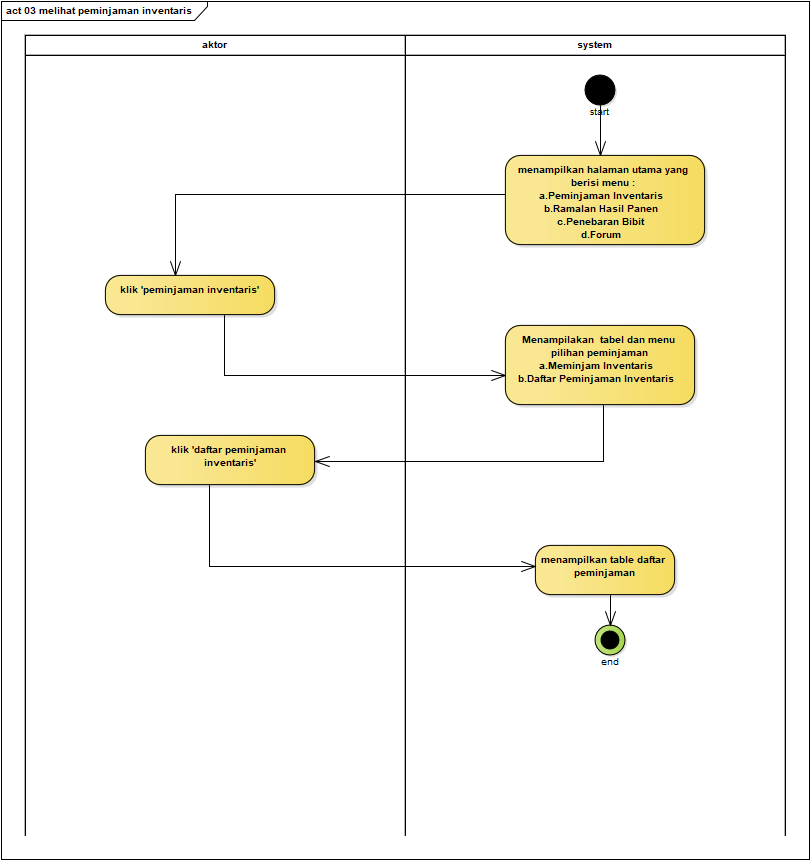 act 03 melihat peminjaman inventaris
aktor
system
start
menampilkan halaman utama yang
berisi menu :
a.Peminjaman Inventaris
b.Ramalan Hasil Panen
c.Penebaran Bibit
d.Forum
klik 'peminjaman inventaris'
Menampilakan  tabel dan menu
pilihan peminjaman
a.Meminjam Inventaris
b.Daftar Peminjaman Inventaris
klik 'daftar peminjaman
inventaris'
menampilkan table daftar
peminjaman
end